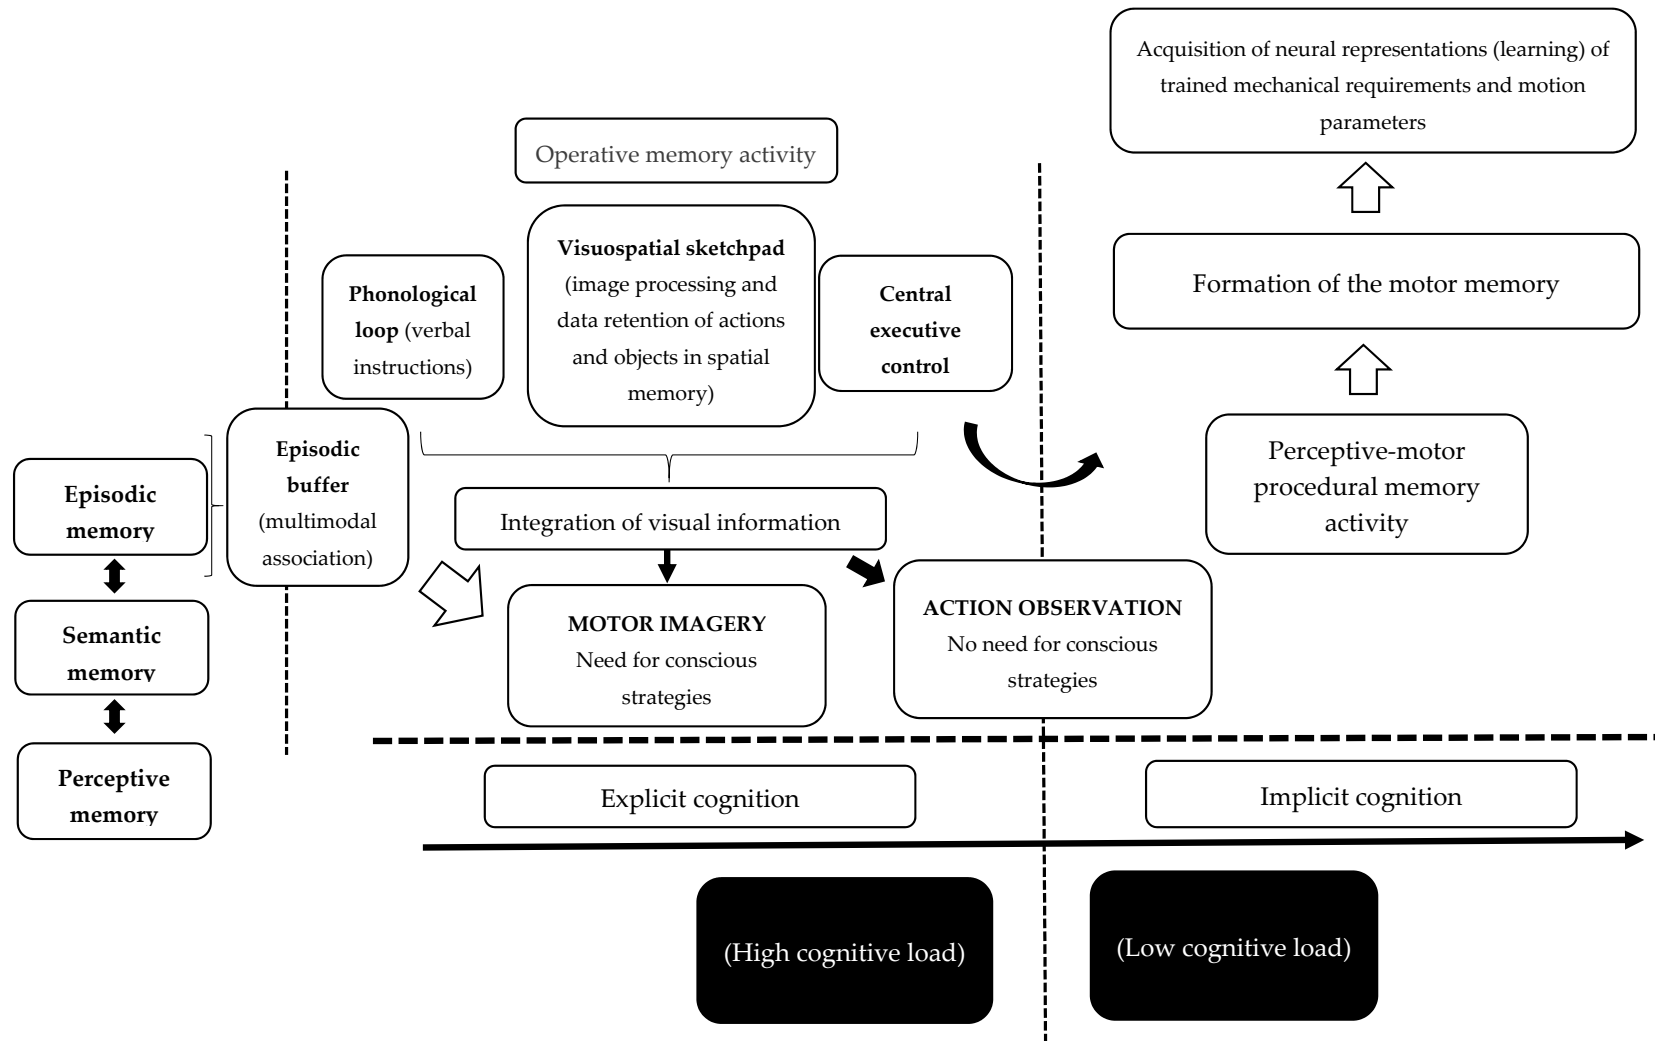 Acquisition of neural representations (learning) of
trained mechanical requirements and motion
parameters
Operative memory activity
Visuospatial sketchpad
(image processing and
data retention of actions
and objects in spatial
memory)
Phonological
loop (verbal
instructions)
Central
executive
control
Formation of the motor memory
Perceptive-motor
procedural memory
activity
Episodic
buffer
(multimodal
association)
Episodic
memory
Semantic
memory
Perceptive
memory
Integration of visual information
MOTOR IMAGERY
Need for conscious
strategies
ACTION OBSERVATION
No need for conscious
strategies
Explicit cognition
Implicit cognition
(High cognitive load)
(Low cognitive load)